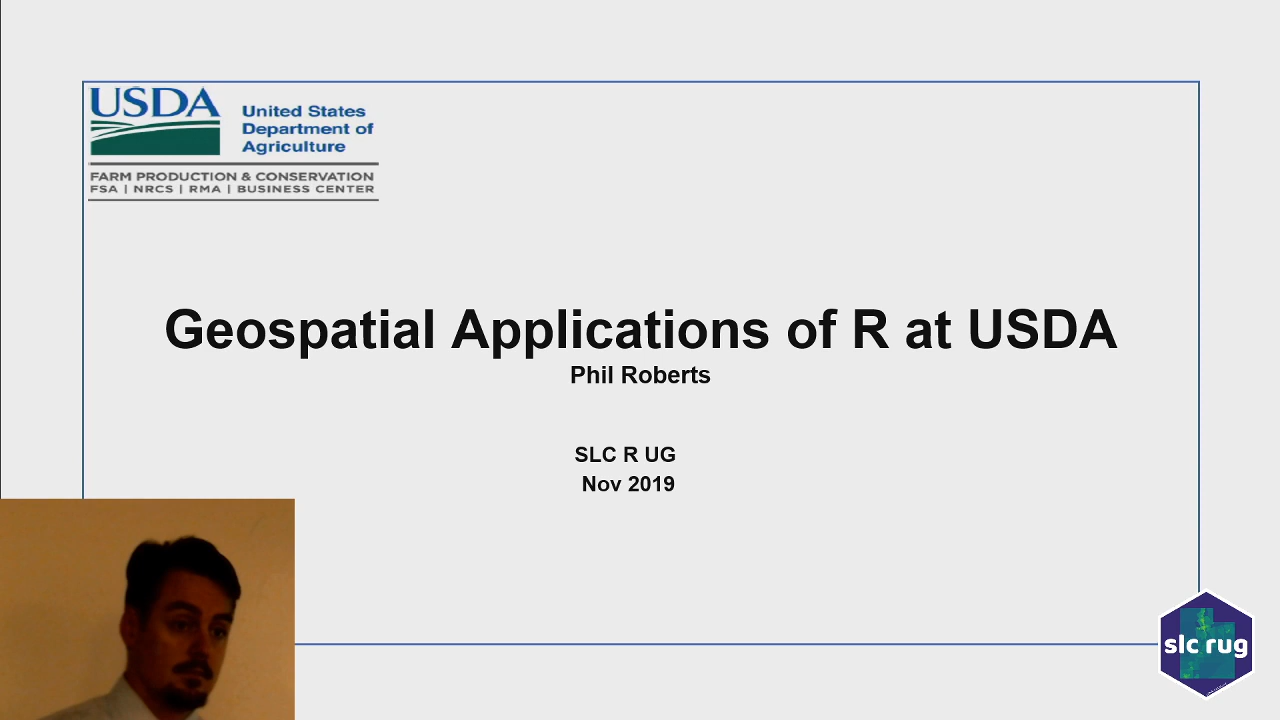 USDA
United States
Department of
Agriculture
FARM PRODUCTION & CONSERVATION
FSA | NRCS | RMA | BUSINESS CENTER
Geospatial Applications of R at USDA
Phil Roberts
SLC R UG
Nov 2019
slc rug